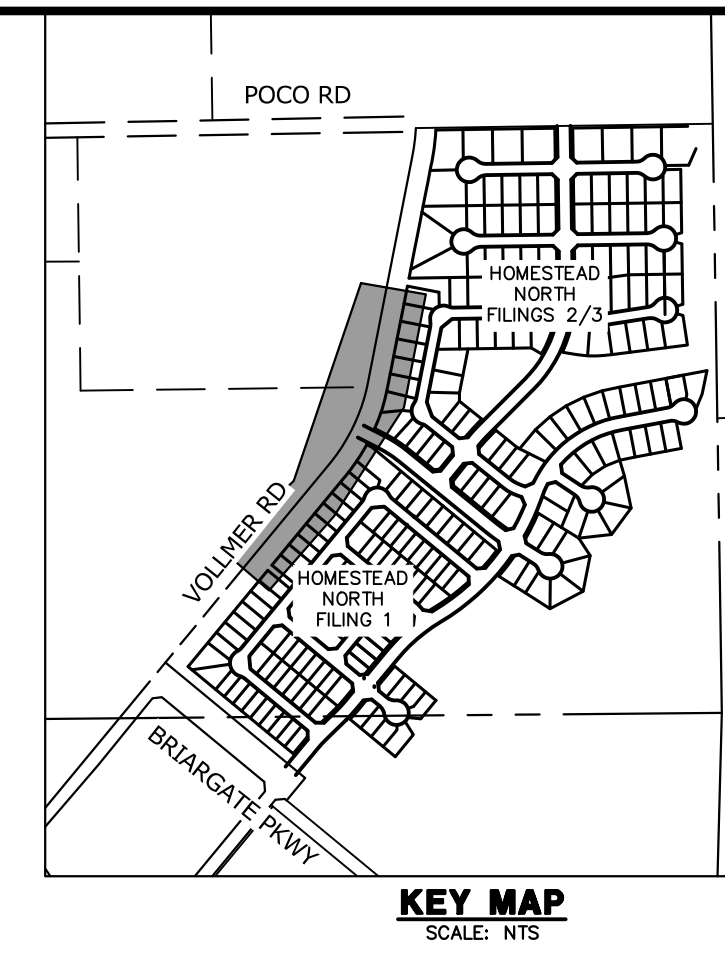 POCO RD
HOMESTEAD
NORTH
FILINGS 2/3
VOLLMER RD
HOMESTEAD
NORTH
FILING 1
BRIARGATE PKWY
KEY MAP
SCALE: NTS